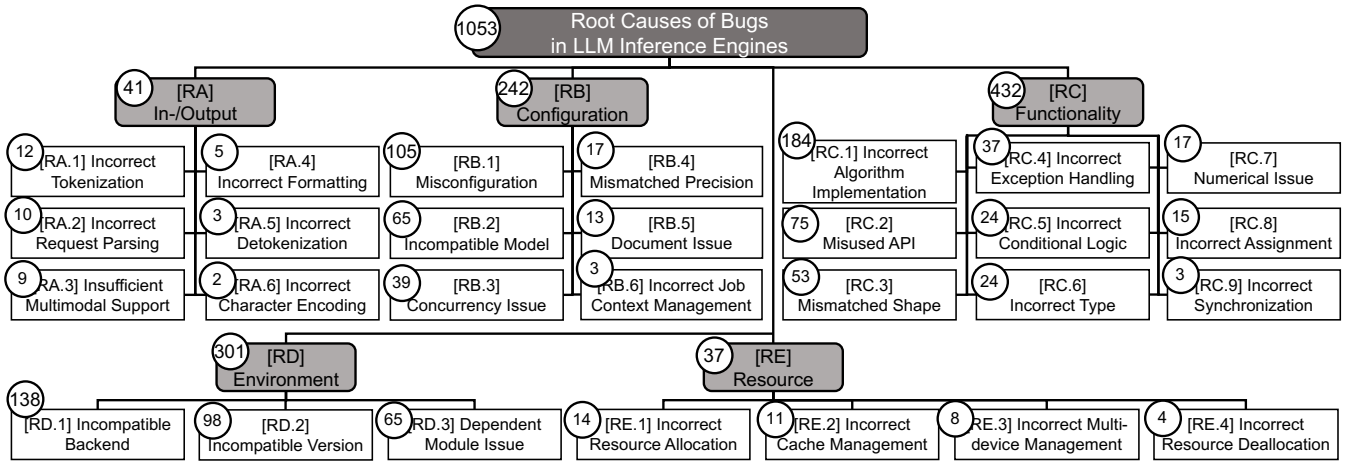 1053
Root Causes of Bugs
in LLM Inference Engines
41
[RA]
In-/Output
242
[RB]
Configuration
432
[RC]
Functionality
12
[RA.1] Incorrect
Tokenization
5
[RA.4]
Incorrect Formatting
10
[RA.2] Incorrect
Request Parsing
3
[RA.5] Incorrect
Detokenization
9
[RA.3] Insufficient
Multimodal Support
2
[RA.6] Incorrect
Character Encoding
105
[RB.1]
Misconfiguration
17
[RB.4]
Mismatched Precision
65
[RB.2]
Incompatible Model
13
[RB.5]
Document Issue
39
[RB.3]
Concurrency Issue
3
[RB.6] Incorrect Job
Context Management
184
[RC.1] Incorrect
Algorithm
Implementation
37
[RC.4] Incorrect
Exception Handling
17
[RC.7]
Numerical Issue
75
[RC.2]
Misused API
24
[RC.5] Incorrect
Conditional Logic
15
[RC.8]
Incorrect Assignment
53
[RC.3]
Mismatched Shape
24
[RC.6]
Incorrect Type
3
[RC.9] Incorrect
Synchronization
301
[RD]
Environment
37
[RE]
Resource
138
[RD.1] Incompatible
Backend
98
[RD.2]
Incompatible Version
65
[RD.3] Dependent
Module Issue
14
[RE.1] Incorrect
Resource Allocation
11
[RE.2] Incorrect
Cache Management
8
[RE.3] Incorrect Multi-
device Management
4
[RE.4] Incorrect
Resource Deallocation